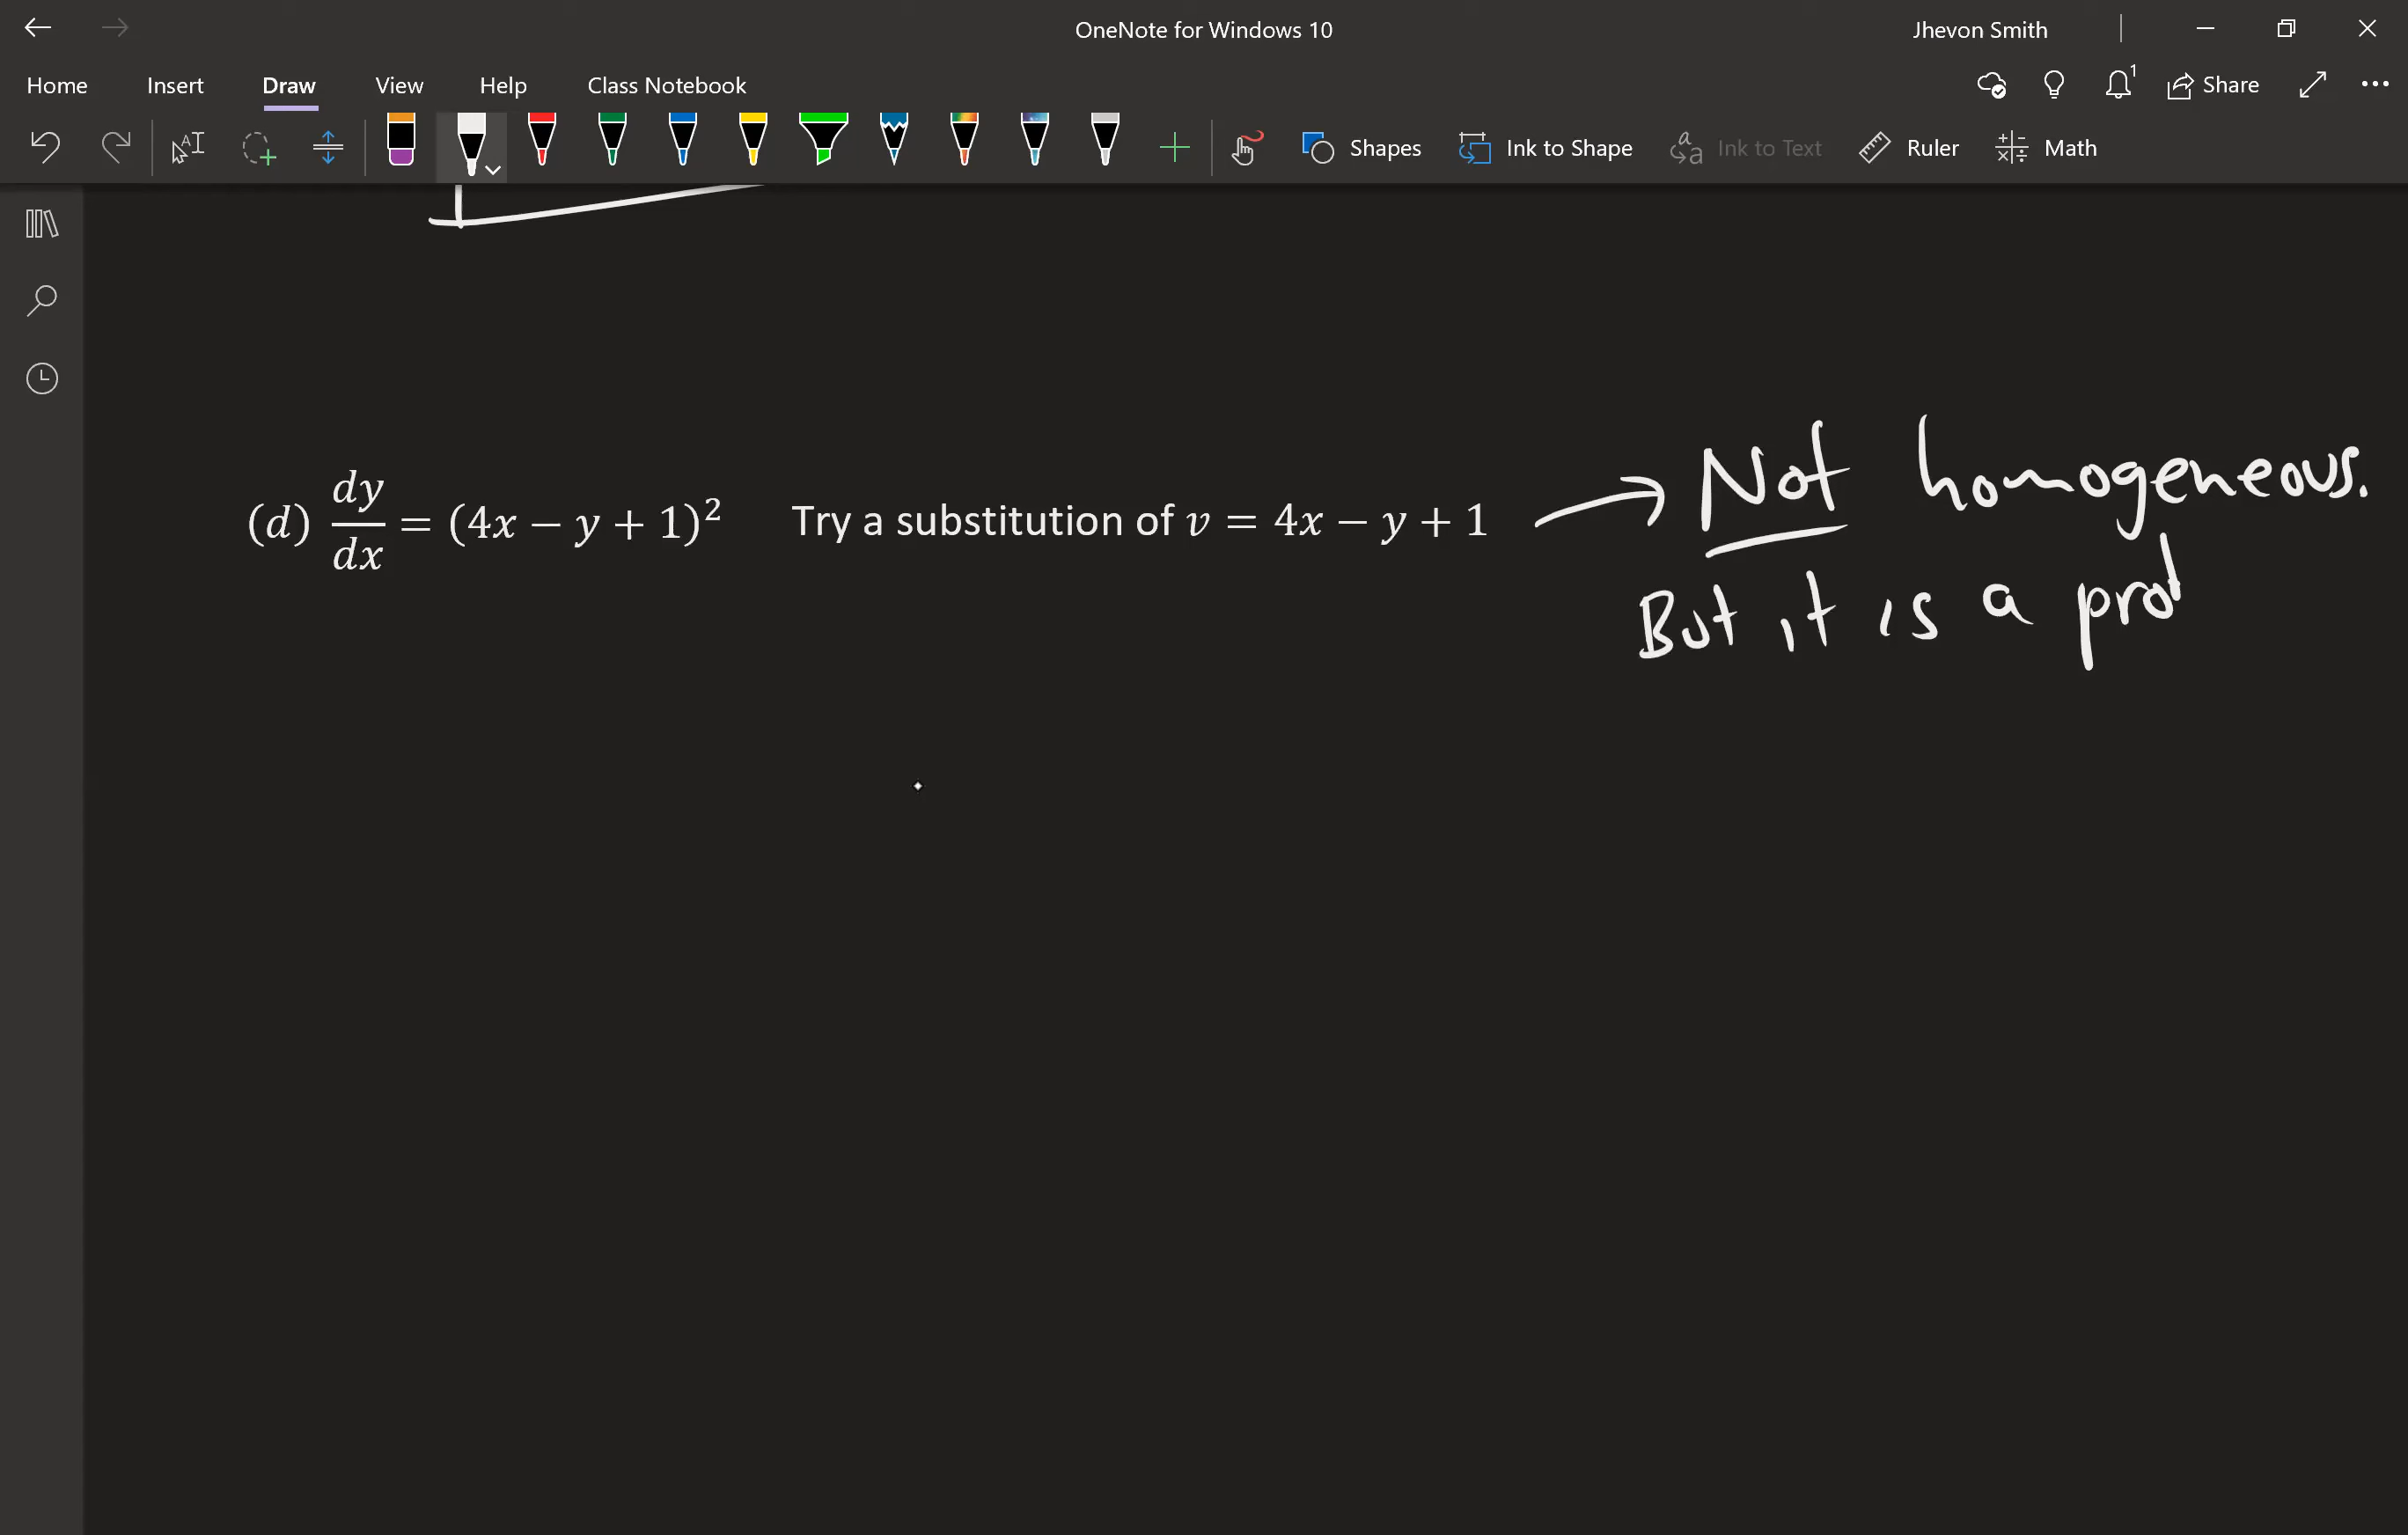 OneNote for Windows 10
Jhevon Smith
Home Insert Draw View Help Class Notebook
1
Share
Shapes Ink to Shape Ink to Text Ruler Math
(d) dy/dx = (4x − y + 1)² Try a substitution of v = 4x − y + 1 → Not homogeneous.
But it is a prob